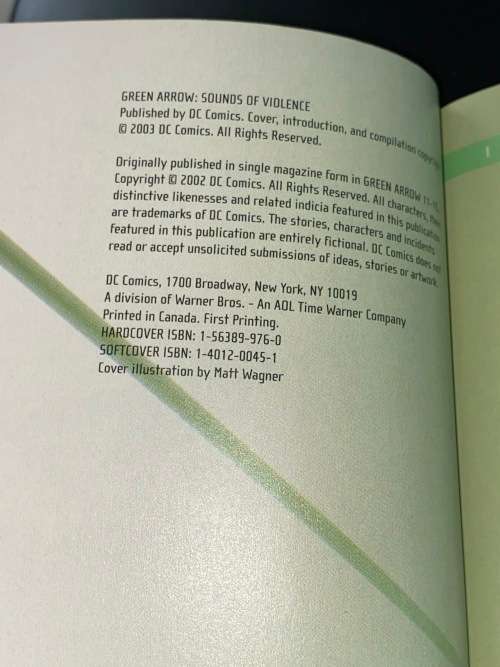 GREEN ARROW: SOUNDS OF VIOLENCE
Published by DC Comics. Cover, introduction, and compilation
© 2003 DC Comics. All Rights Reserved.
Originally published in single magazine form in GREEN ARROW
Copyright © 2002 DC Comics. All Rights Reserved. All characters,
distinctive likenesses and related indicia featured in this publication
are trademarks of DC Comics. The stories, characters and incidents
featured in this publication are entirely fictional. DC Comics does not
read or accept unsolicited submissions of ideas, stories or artwork.
DC Comics, 1700 Broadway, New York, NY 10019
A division of Warner Bros. - An AOL Time Warner Company
Printed in Canada. First Printing.
HARDCOVER ISBN: 1-56389-976-0
SOFTCOVER ISBN: 1-4012-0045-1
Cover illustration by Matt Wagner